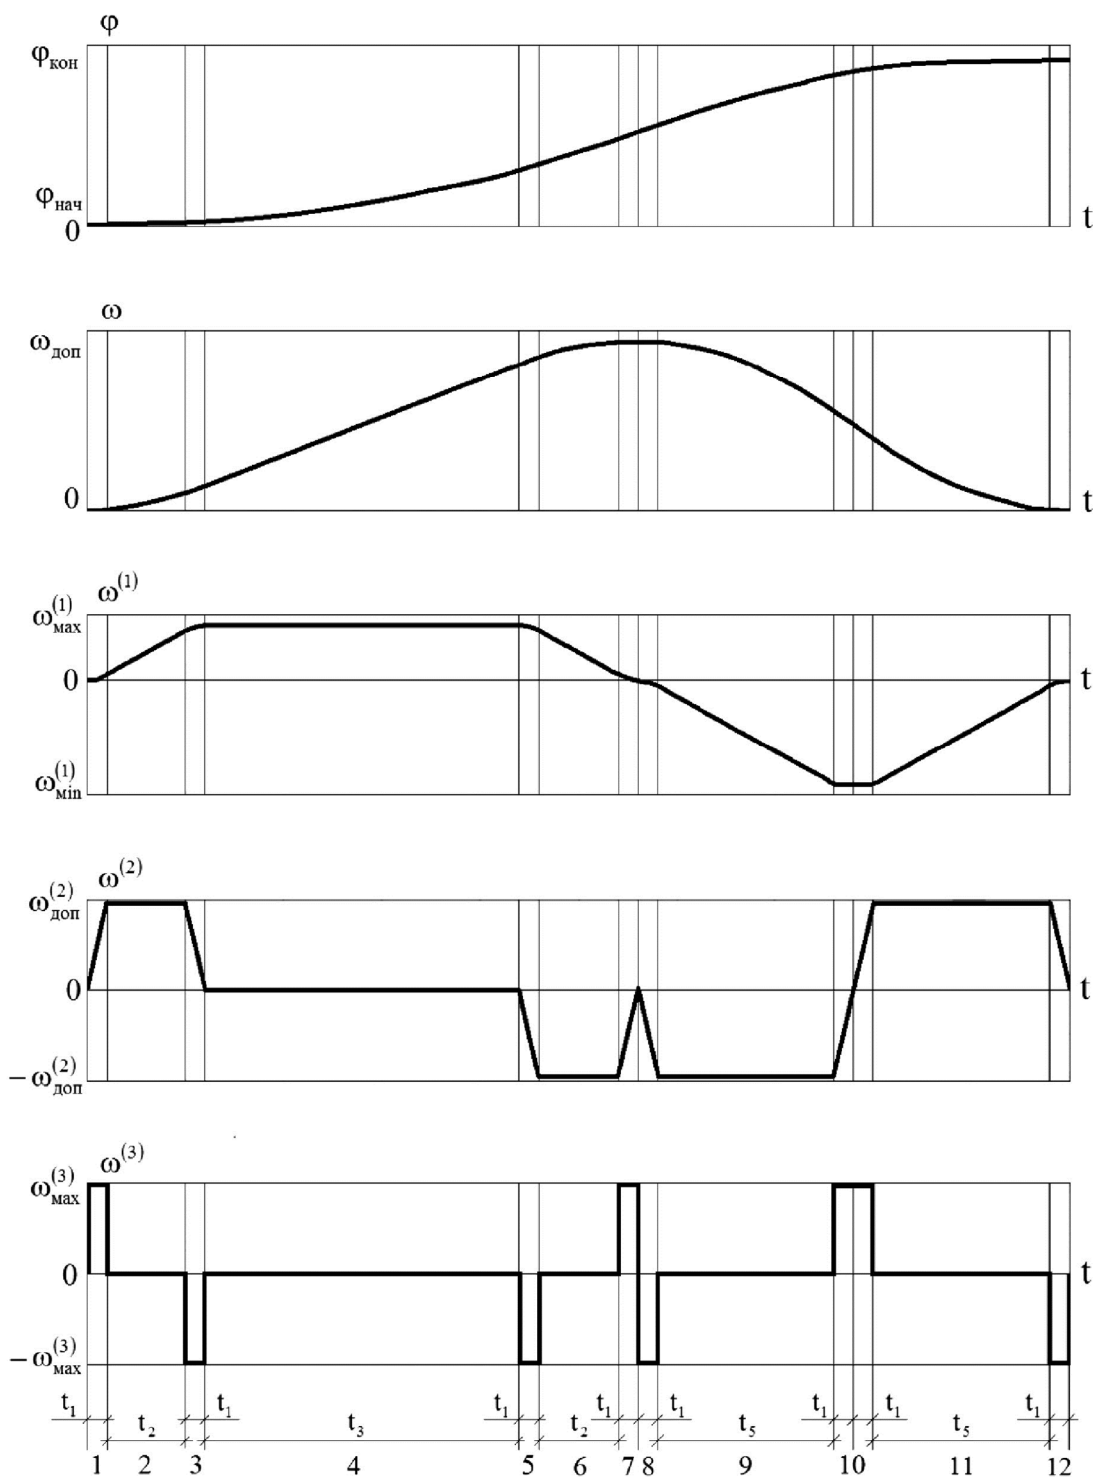 φ
φкон
φнач
0
t
ω
ωдоп
0
t
ω(1)
ω(1)мах
0
t
ω(1)min
ω(2)
ω(2)доп
0
t
−ω(2)доп
ω(3)
ω(3)мах
0
t
−ω(3)мах
t1 t2 t1 t3 t1 t2 t1 t1 t5 t1 t1 t5 t1
1 2 3 4 5 6 7 8 9 10 11 12